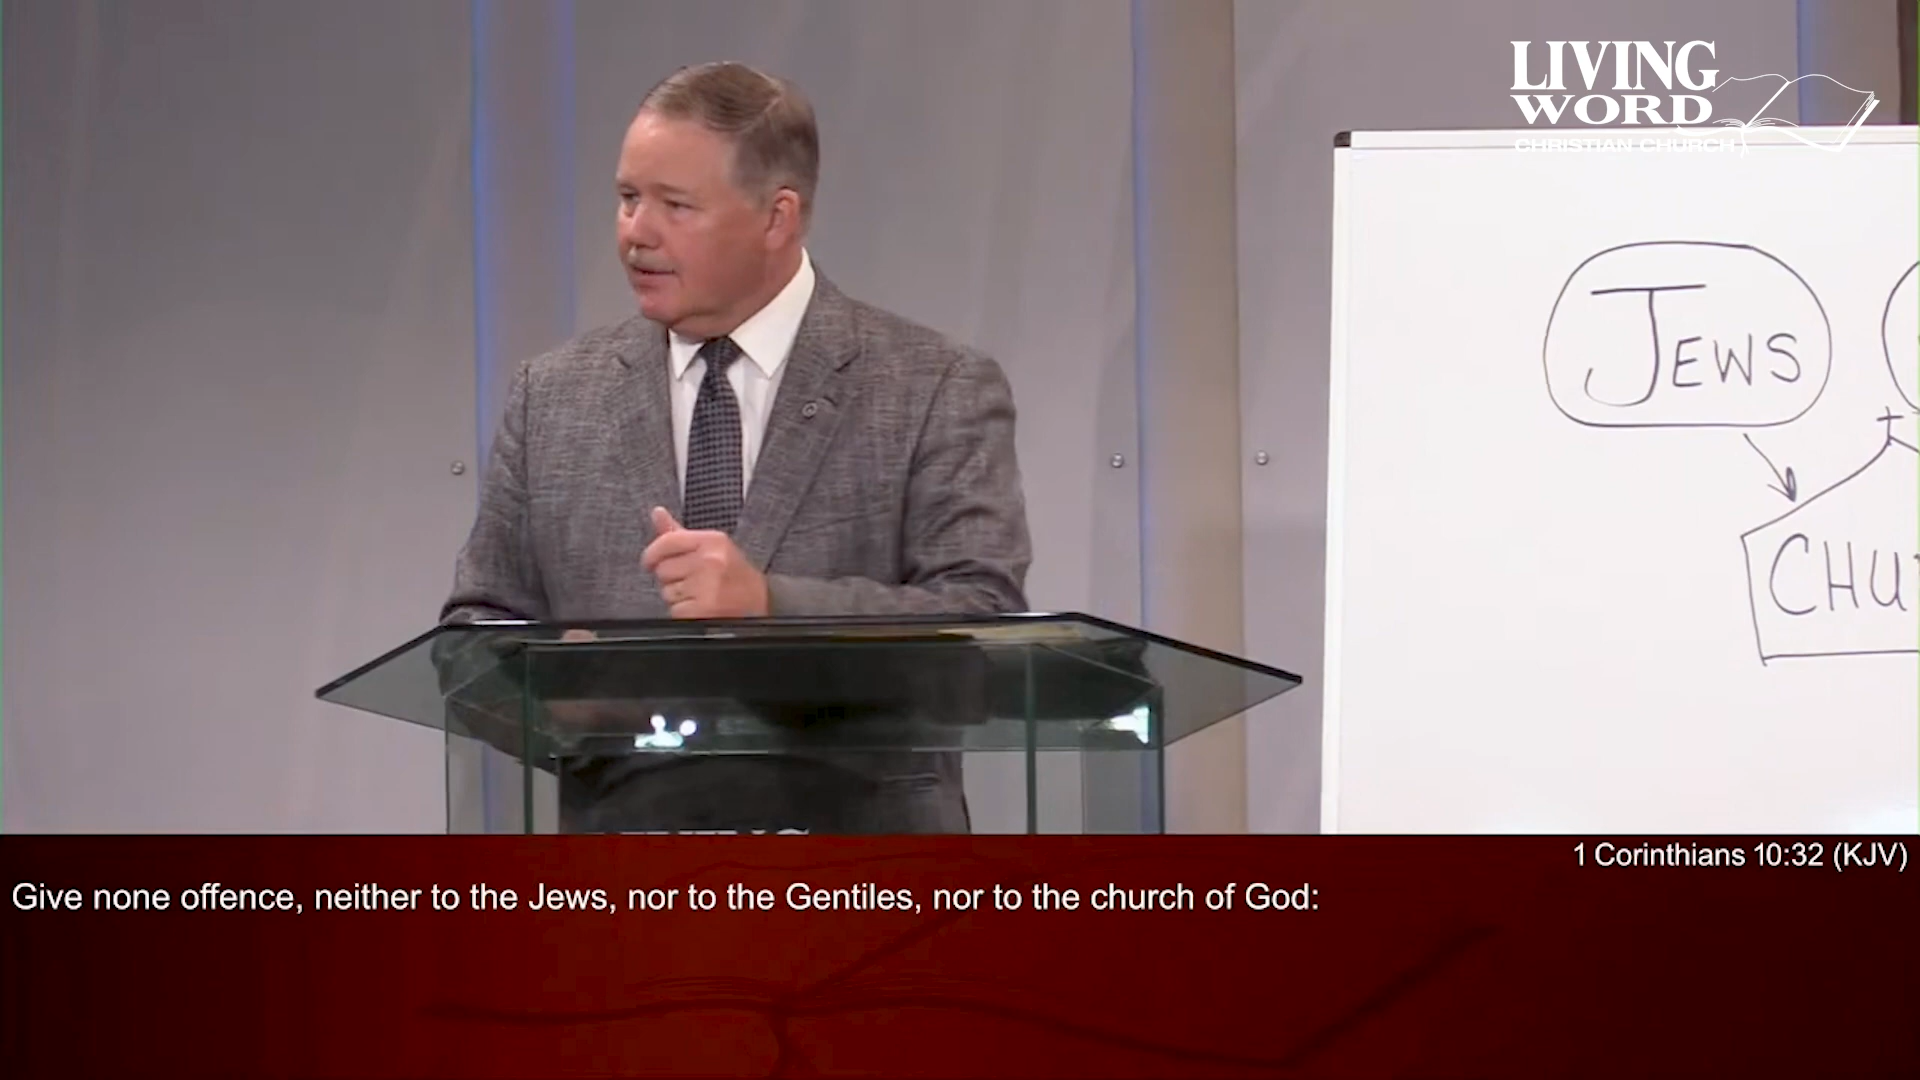 LIVING
WORD
CHRISTIAN CHURCH
JEWS
CHU
1 Corinthians 10:32 (KJV)
Give none offence, neither to the Jews, nor to the Gentiles, nor to the church of God: